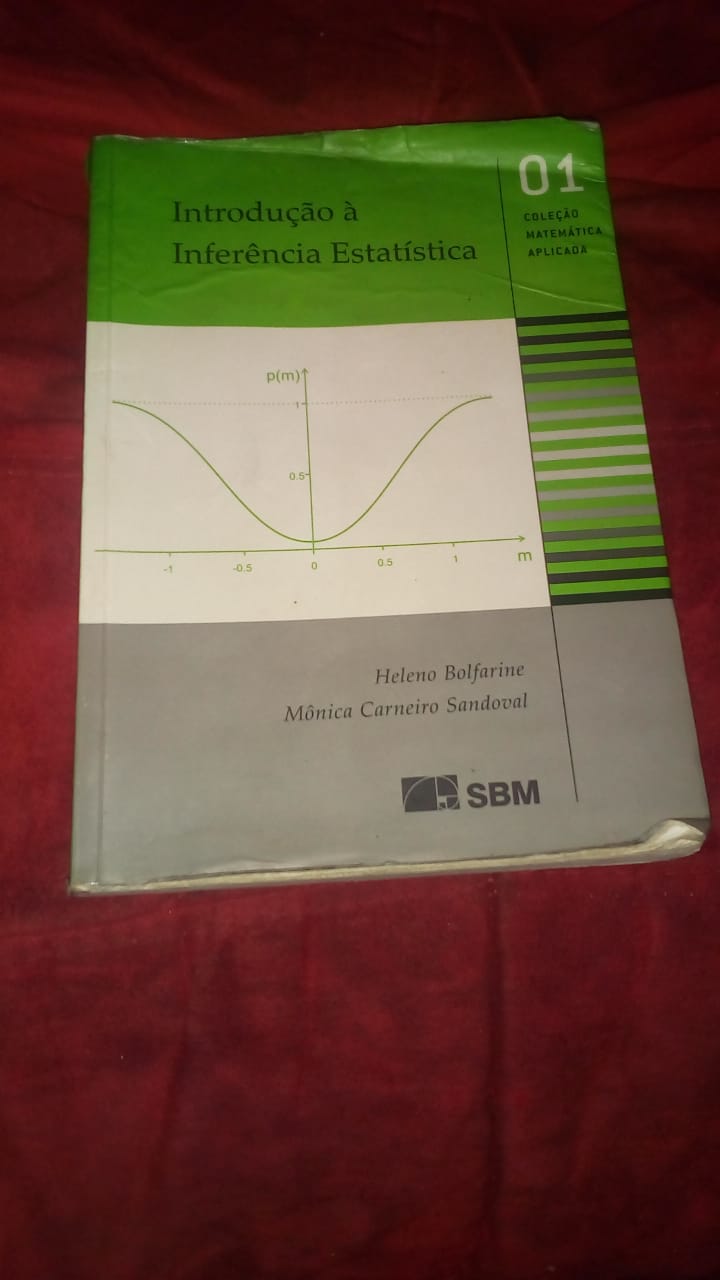 Introdução à
Inferência Estatística
01
COLEÇÃO
MATEMÁTICA
APLICADA
p(m)
1
0.5
-1
-0.5
0
0.5
1
m
Heleno Bolfarine
Mônica Carneiro Sandoval
SBM